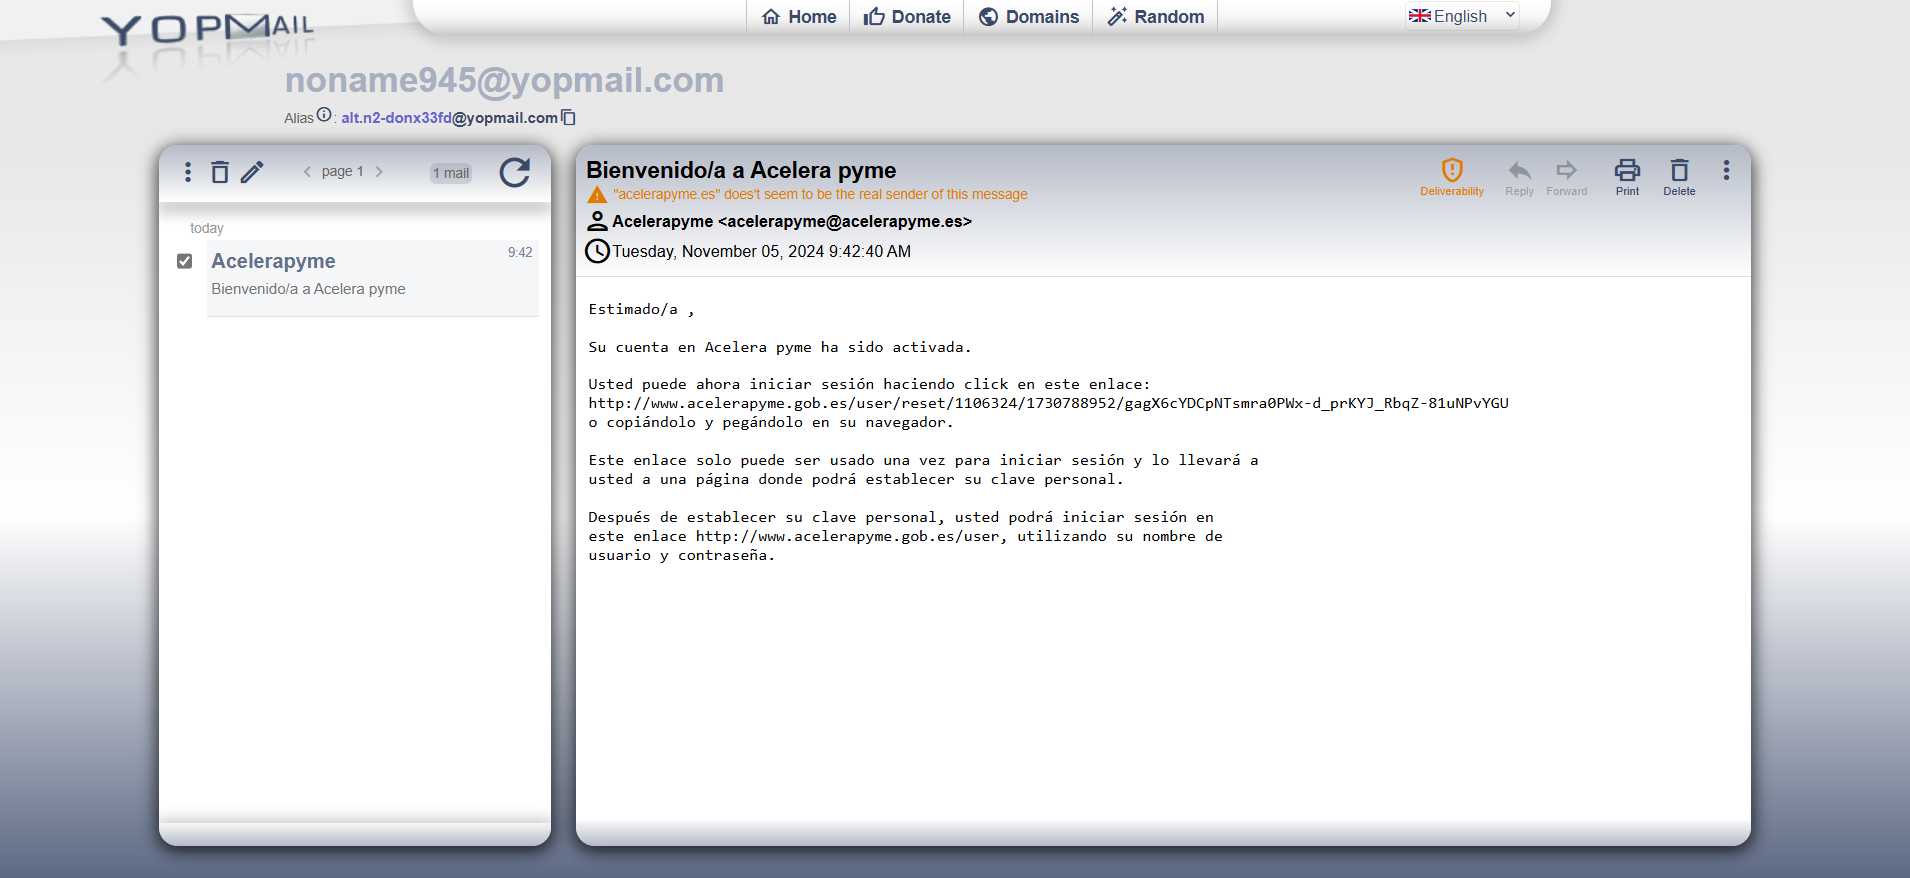 YOPMAIL
Home
Donate
Domains
Random
English
noname945@yopmail.com
Alias : alt.n2-donx33fd@yopmail.com
page 1
1 mail
today
Acelerapyme
9:42
Bienvenido/a a Acelera pyme
Bienvenido/a a Acelera pyme
"acelerapyme.es" does't seem to be the real sender of this message
Acelerapyme <acelerapyme@acelerapyme.es>
Tuesday, November 05, 2024 9:42:40 AM
Deliverability
Reply
Forward
Print
Delete
Estimado/a ,
Su cuenta en Acelera pyme ha sido activada.
Usted puede ahora iniciar sesión haciendo click en este enlace:
http://www.acelerapyme.gob.es/user/reset/1106324/1730788952/gagX6cYDCpNTsmra0PWx-d_prKYJ_RbqZ-81uNPvYGU
o copiándolo y pegándolo en su navegador.
Este enlace solo puede ser usado una vez para iniciar sesión y lo llevará a
usted a una página donde podrá establecer su clave personal.
Después de establecer su clave personal, usted podrá iniciar sesión en
este enlace http://www.acelerapyme.gob.es/user, utilizando su nombre de
usuario y contraseña.